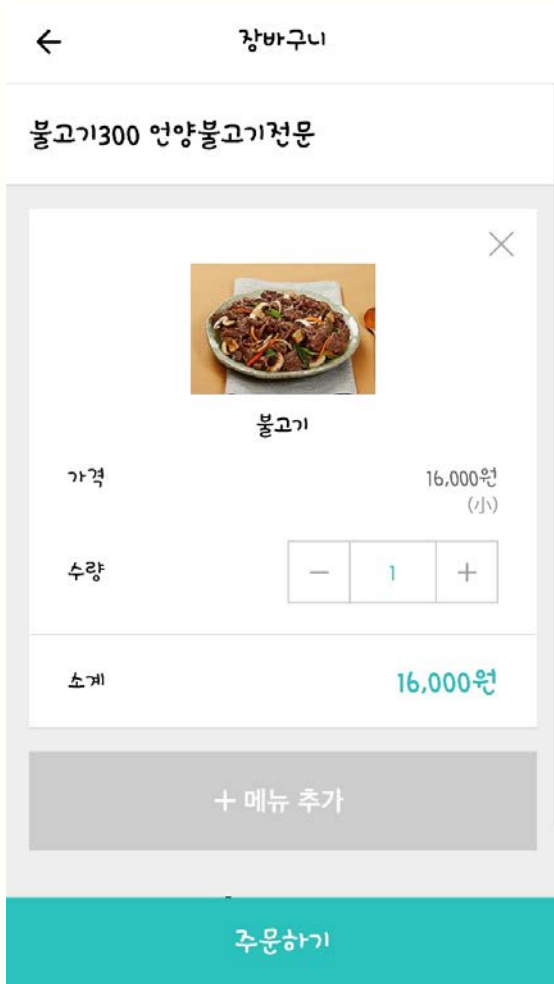 장바구니
불고기300 언양불고기전문
불고기
가격 16,000원
(小)
수량 − 1 +
소계 16,000원
+ 메뉴 추가
주문하기